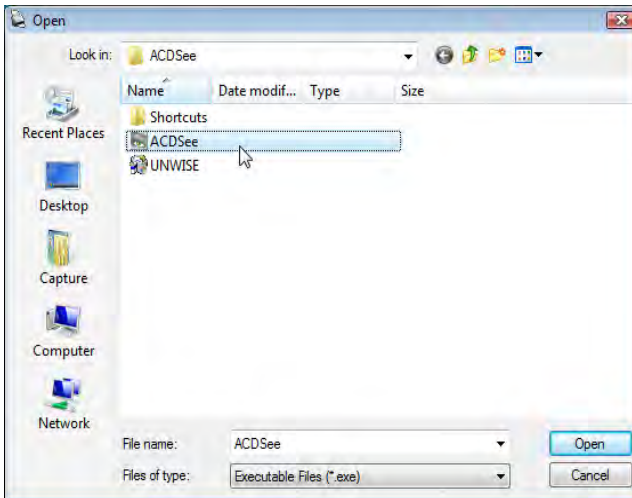 Open
Look in: ACDSee
Name Date modif... Type Size
Shortcuts
ACDSee
UNWISE
Recent Places
Desktop
Capture
Computer
Network
File name: ACDSee Open
Files of type: Executable Files (*.exe) Cancel